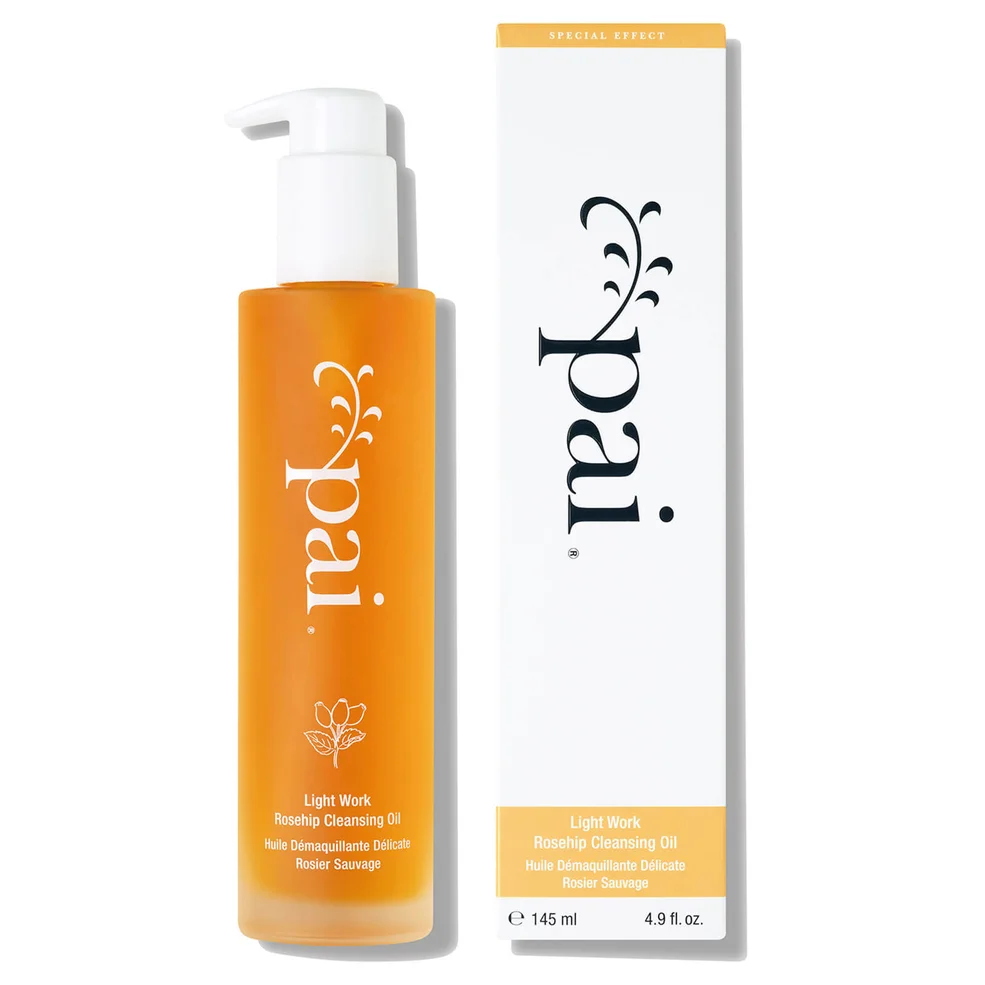 pai
®
Light Work
Rosehip Cleansing Oil
Huile Démaquillante Délicate
Rosier Sauvage
SPECIAL EFFECT
pai
®
Light Work
Rosehip Cleansing Oil
Huile Démaquillante Délicate
Rosier Sauvage
℮ 145 ml 4.9 fl. oz.